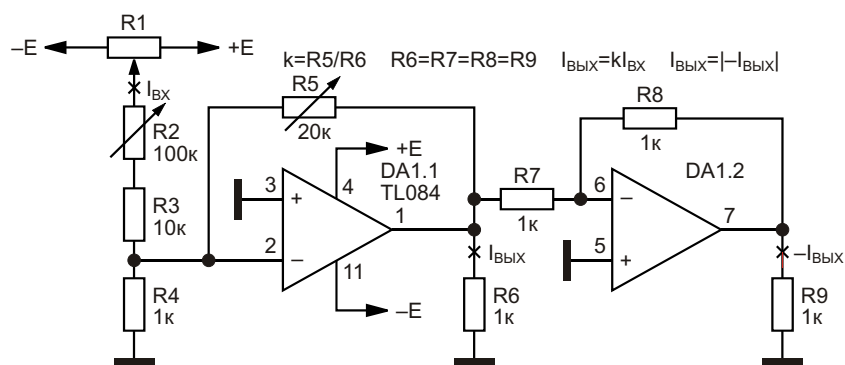 R1
–E
+E
k=R5/R6 R6=R7=R8=R9 IВЫХ=kIВХ IВЫХ=|–IВЫХ|
IВХ
R5
20к
R8
1к
R2
100к
+E
DA1.1
TL084
DA1.2
R7
1к
3
+
4
1
6
–
7
R3
10к
2
–
11
5
+
IВЫХ
–IВЫХ
R4
1к
–E
R6
1к
R9
1к